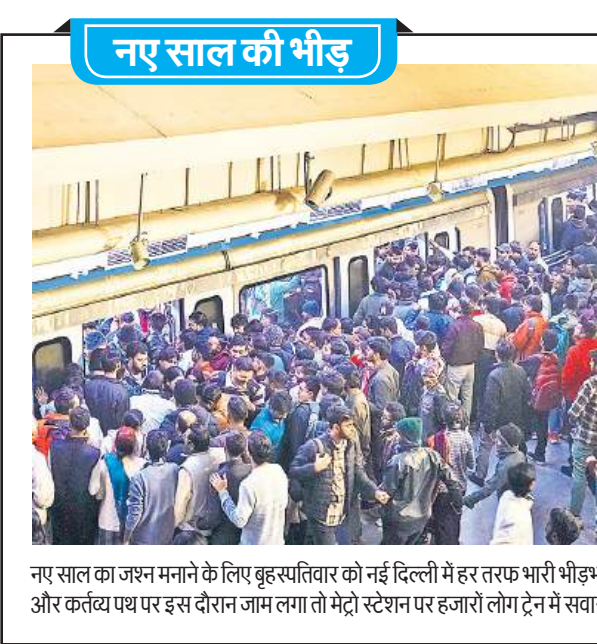 नए साल की भीड़
नए साल का जश्न मनाने के लिए बृहस्पतिवार को नई दिल्ली में हर तरफ भारी
और कर्तव्य पथ पर इस दौरान जाम लगा तो मेट्रो स्टेशन पर हजारों लोग ट्रेन में